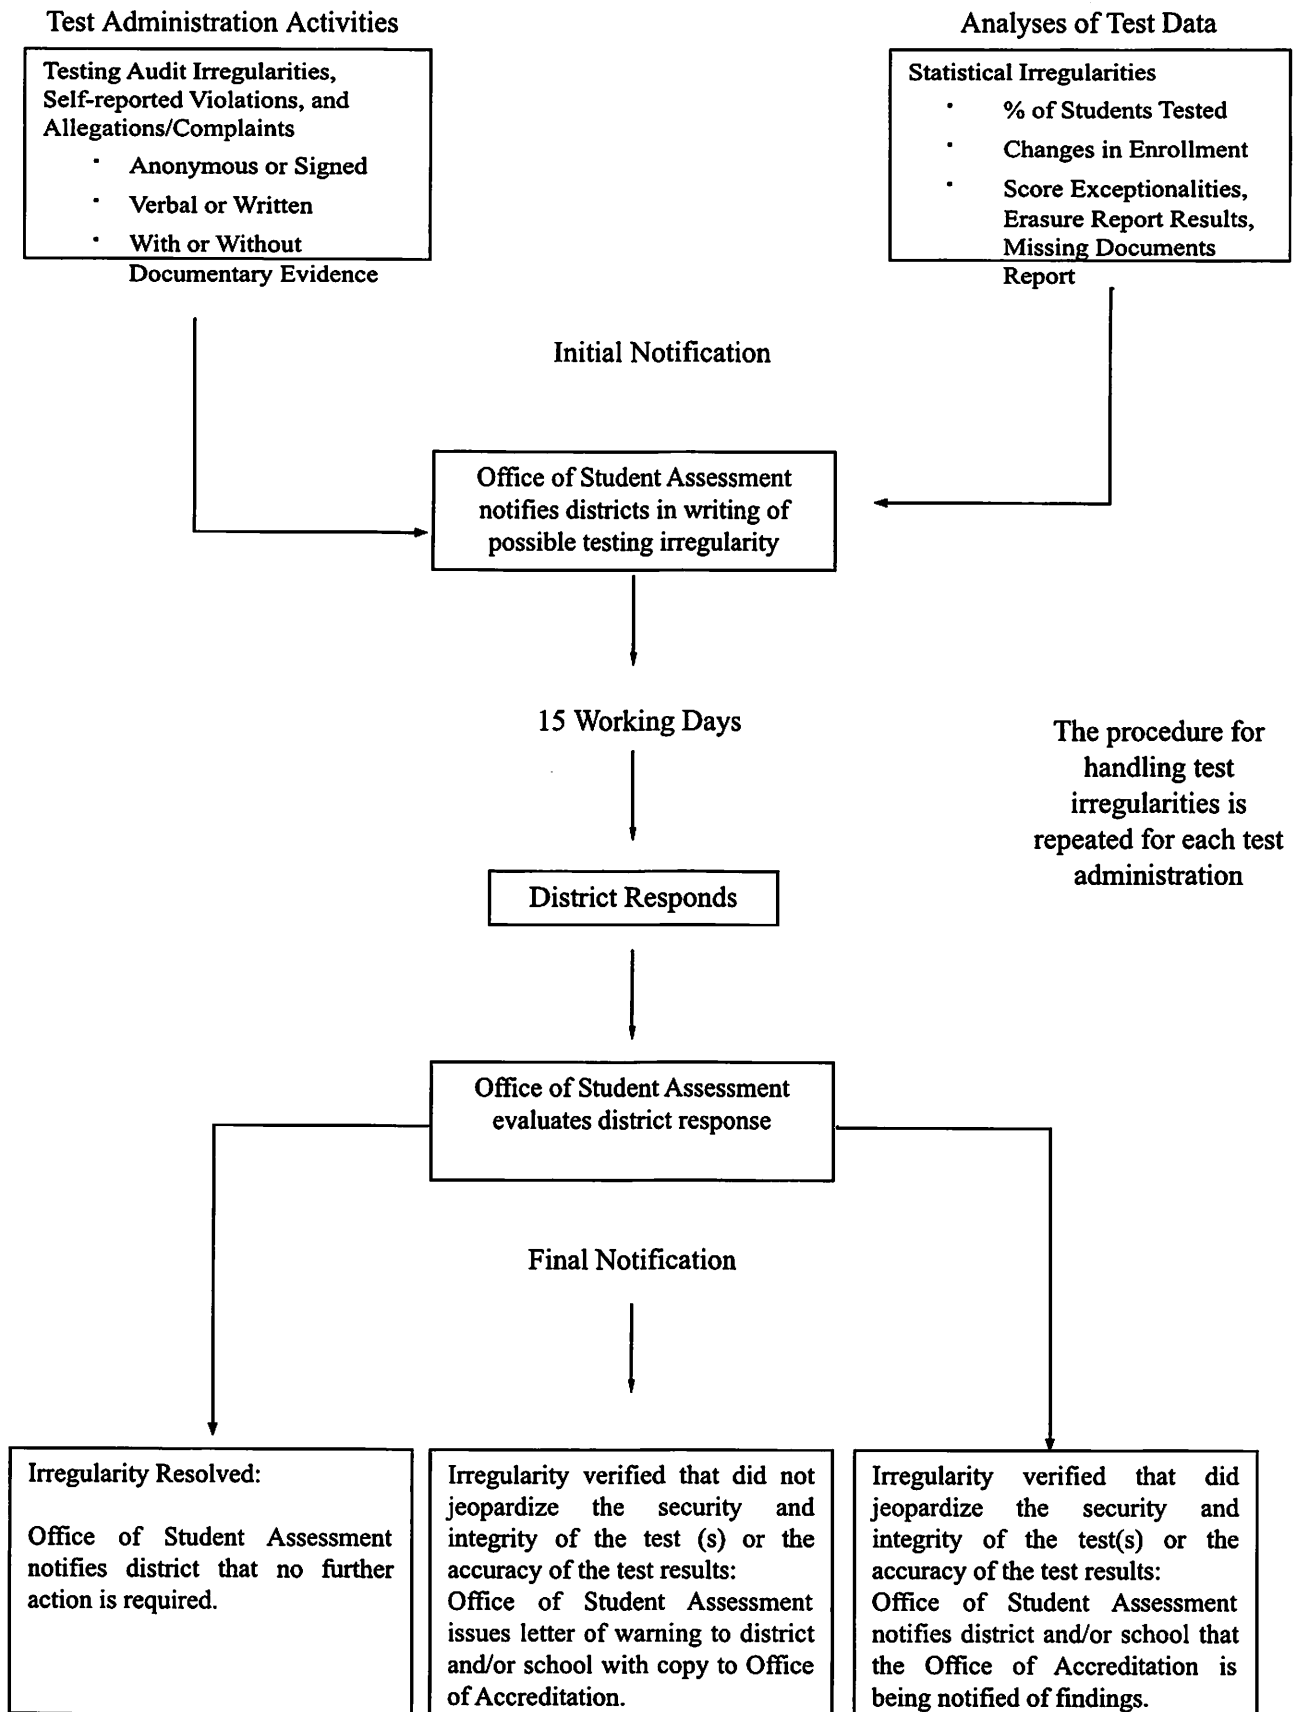 Test Administration Activities
Testing Audit Irregularities,
Self-reported Violations, and
Allegations/Complaints
· Anonymous or Signed
· Verbal or Written
· With or Without
Documentary Evidence
Analyses of Test Data
Statistical Irregularities
· % of Students Tested
· Changes in Enrollment
· Score Exceptionalities,
Erasure Report Results,
Missing Documents
Report
Initial Notification
Office of Student Assessment
notifies districts in writing of
possible testing irregularity
15 Working Days
The procedure for
handling test
irregularities is
repeated for each test
administration
District Responds
Office of Student Assessment
evaluates district response
Final Notification
Irregularity Resolved:
Office of Student Assessment
notifies district that no further
action is required.
Irregularity verified that did not
jeopardize the security and
integrity of the test (s) or the
accuracy of the test results:
Office of Student Assessment
issues letter of warning to district
and/or school with copy to Office
of Accreditation.
Irregularity verified that did
jeopardize the security and
integrity of the test(s) or the
accuracy of the test results:
Office of Student Assessment
notifies district and/or school that
the Office of Accreditation is
being notified of findings.